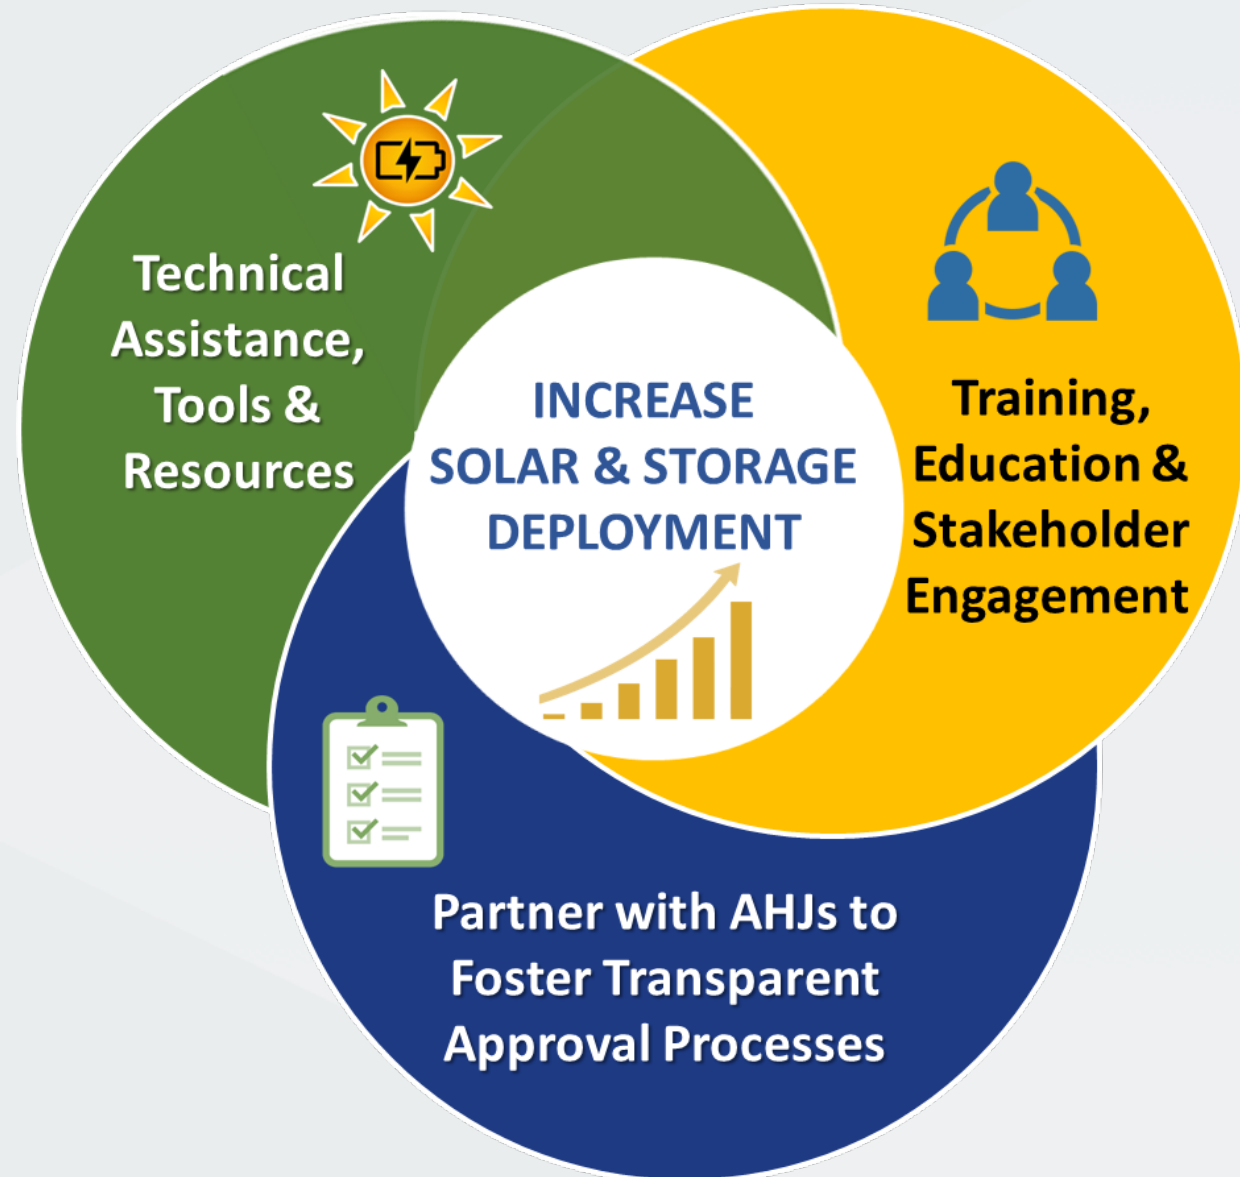 Technical
Assistance,
Tools &
Resources
INCREASE
SOLAR & STORAGE
DEPLOYMENT
Training,
Education &
Stakeholder
Engagement
Partner with AHJs to
Foster Transparent
Approval Processes